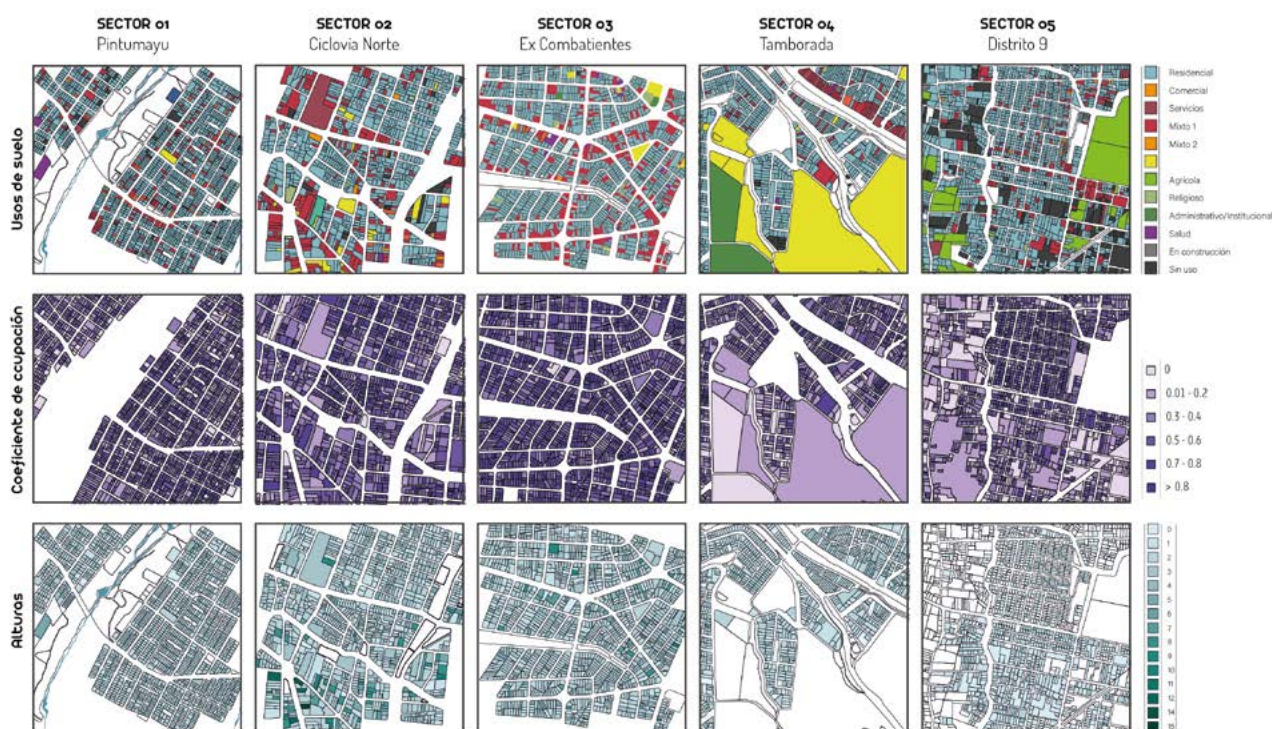 SECTOR 01
Pintumayu
SECTOR 02
Ciclovia Norte
SECTOR 03
Ex Combatientes
SECTOR 04
Tamborada
SECTOR 05
Distrito 9
Usos de suelo
Residencial
Comercial
Servicios
Mixto 1
Mixto 2
Agrícola
Religioso
Administrativo/Institucional
Salud
En construcción
Sin uso
Coeficiente de ccupación
0
0.01 - 0.2
0.3 - 0.4
0.5 - 0.6
0.7 - 0.8
> 0.8
Alturas
0
1
2
3
4
5
6
7
8
9
10
11
12
14
15